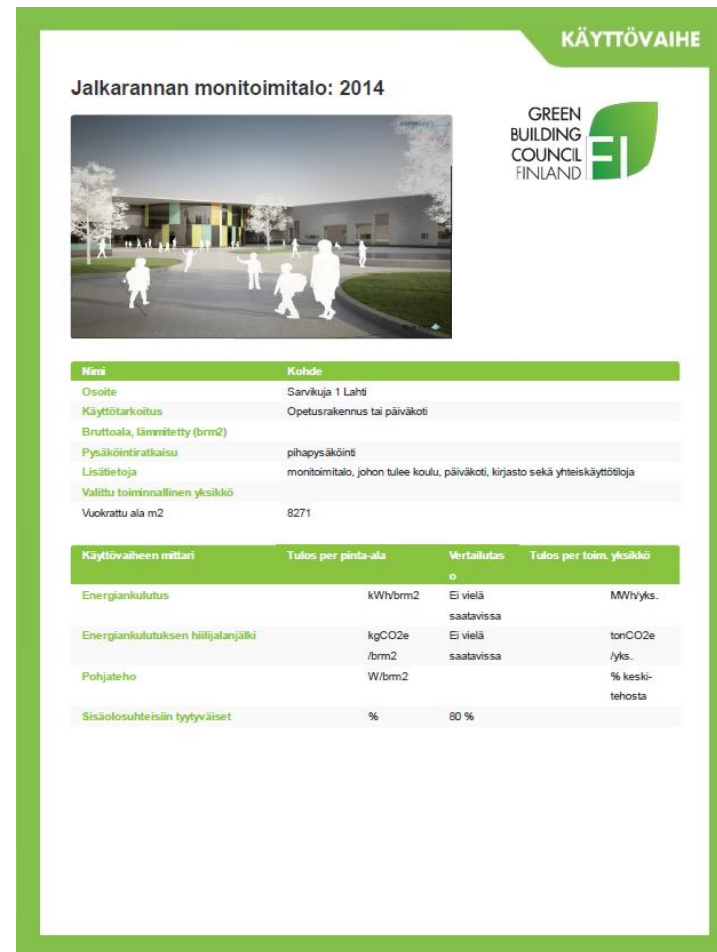 KÄYTTÖVAIHE
Jalkarannan monitoimitalo: 2014
GREEN
BUILDING
COUNCIL
FINLAND
FI
Nimi Kohde
Osoite Sarvikuja 1 Lahti
Käyttötarkoitus Opetusrakennus tai päiväkoti
Bruttoala, lämmitetty (brm2)
Pysäköintiratkaisu pihapysäköinti
Lisätietoja monitoimitalo, johon tulee koulu, päiväkoti, kirjasto sekä yhteiskäyttötiloja
Valittu toiminnallinen yksikkö
Vuokrattu ala m2 8271
Käyttövaiheen mittari Tulos per pinta-ala Vertailutas Tulos per toim. yksikkö
o
Energiankulutus kWh/brm2 Ei vielä MWh/yks.
saatavissa
Energiankulutuksen hiilijalanjälki kgCO2e Ei vielä tonCO2e
/brm2 saatavissa /yks.
Pohjateho W/brm2 % keski-
tehosta
Sisäolosuhteisiin tyytyväiset % 80 %